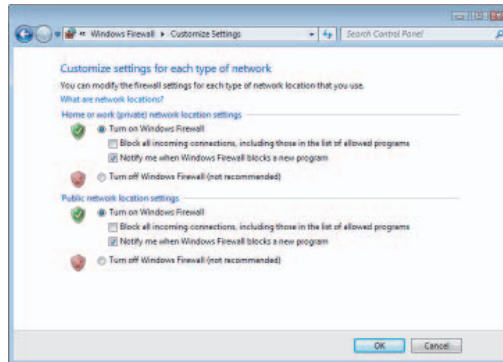 « Windows Firewall ▸ Customize Settings
Search Control Panel
Customize settings for each type of network
You can modify the firewall settings for each type of network location that you use.
What are network locations?
Home or work (private) network location settings
Turn on Windows Firewall
Block all incoming connections, including those in the list of allowed programs
Notify me when Windows Firewall blocks a new program
Turn off Windows Firewall (not recommended)
Public network location settings
Turn on Windows Firewall
Block all incoming connections, including those in the list of allowed programs
Notify me when Windows Firewall blocks a new program
Turn off Windows Firewall (not recommended)
OK
Cancel